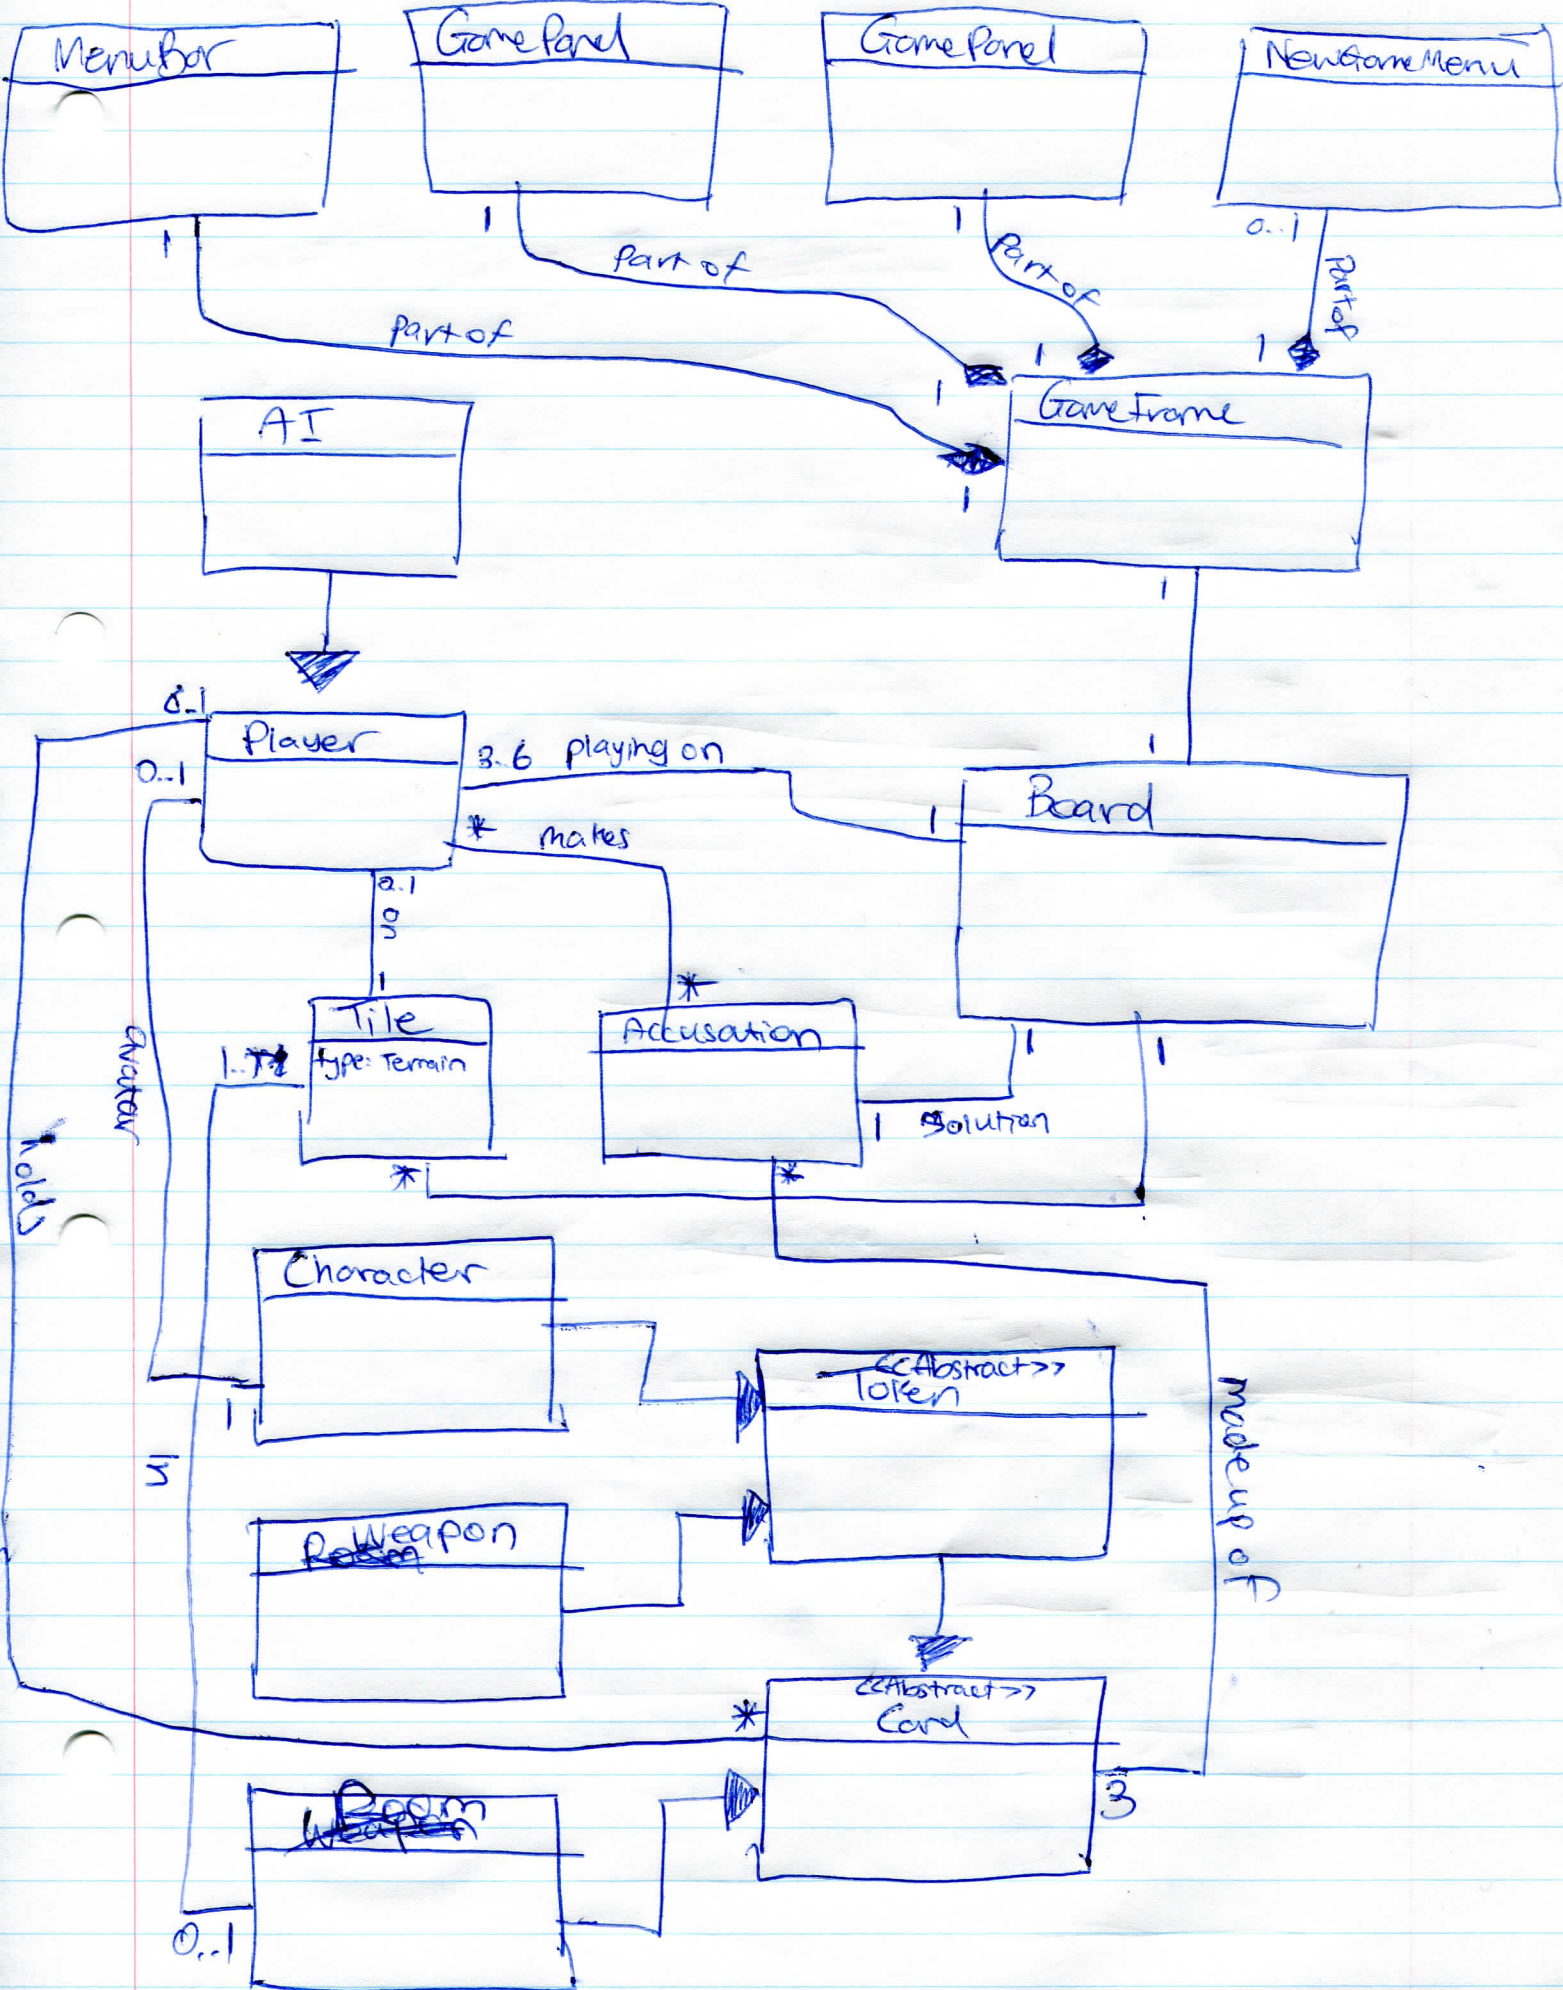 MenuBar
GamePanel
GamePanel
NewGameMenu
1
1
1
0..1
Part of
Part of
Part of
Part of
1
1
1
1
GameFrame
AI
1
0..1
Player
3..6 playing on
1
0..1
Board
1
* makes
0..1
on
1
*
Tile
Accusation
1
1
type: Terrain
1..
avatar
1 Solution
holds
*
*
Character
<<Abstract>>
Token
1
made up of
in
Weapon
<<Abstract>>
Card
*
Room
3
0..1